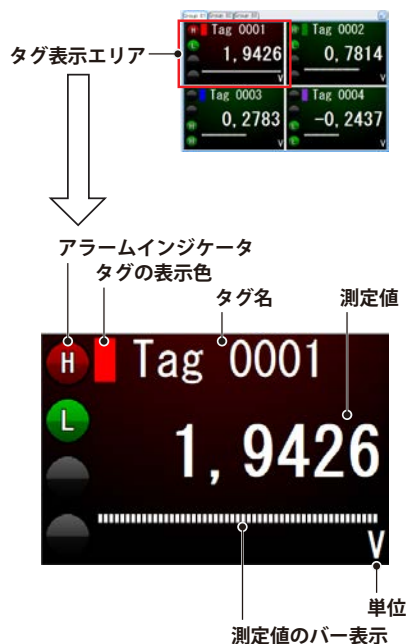 Group 01 Group 02 Group 03
タグ表示エリア
H Tag 0001
L
1,9426
V
Tag 0002
L
0,7814
V
Tag 0003
0,2783
H
L
V
Tag 0004
-0,2437
L
L
V
アラームインジケータ
タグの表示色
タグ名
測定値
H Tag 0001
L
1,9426
V
単位
測定値のバー表示